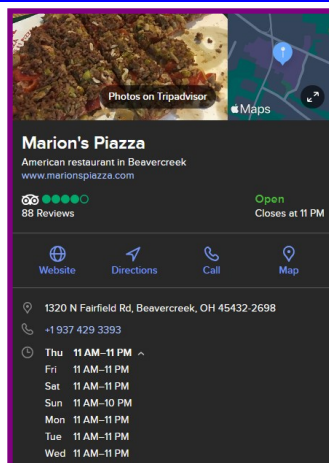 Photos on Tripadvisor
Maps
Marion's Piazza
American restaurant in Beavercreek
www.marionspiazza.com
88 Reviews
Open
Closes at 11 PM
Website
Directions
Call
Map
1320 N Fairfield Rd, Beavercreek, OH 45432-2698
+1 937 429 3393
Thu 11 AM–11 PM
Fri 11 AM–11 PM
Sat 11 AM–11 PM
Sun 11 AM–10 PM
Mon 11 AM–11 PM
Tue 11 AM–11 PM
Wed 11 AM–11 PM